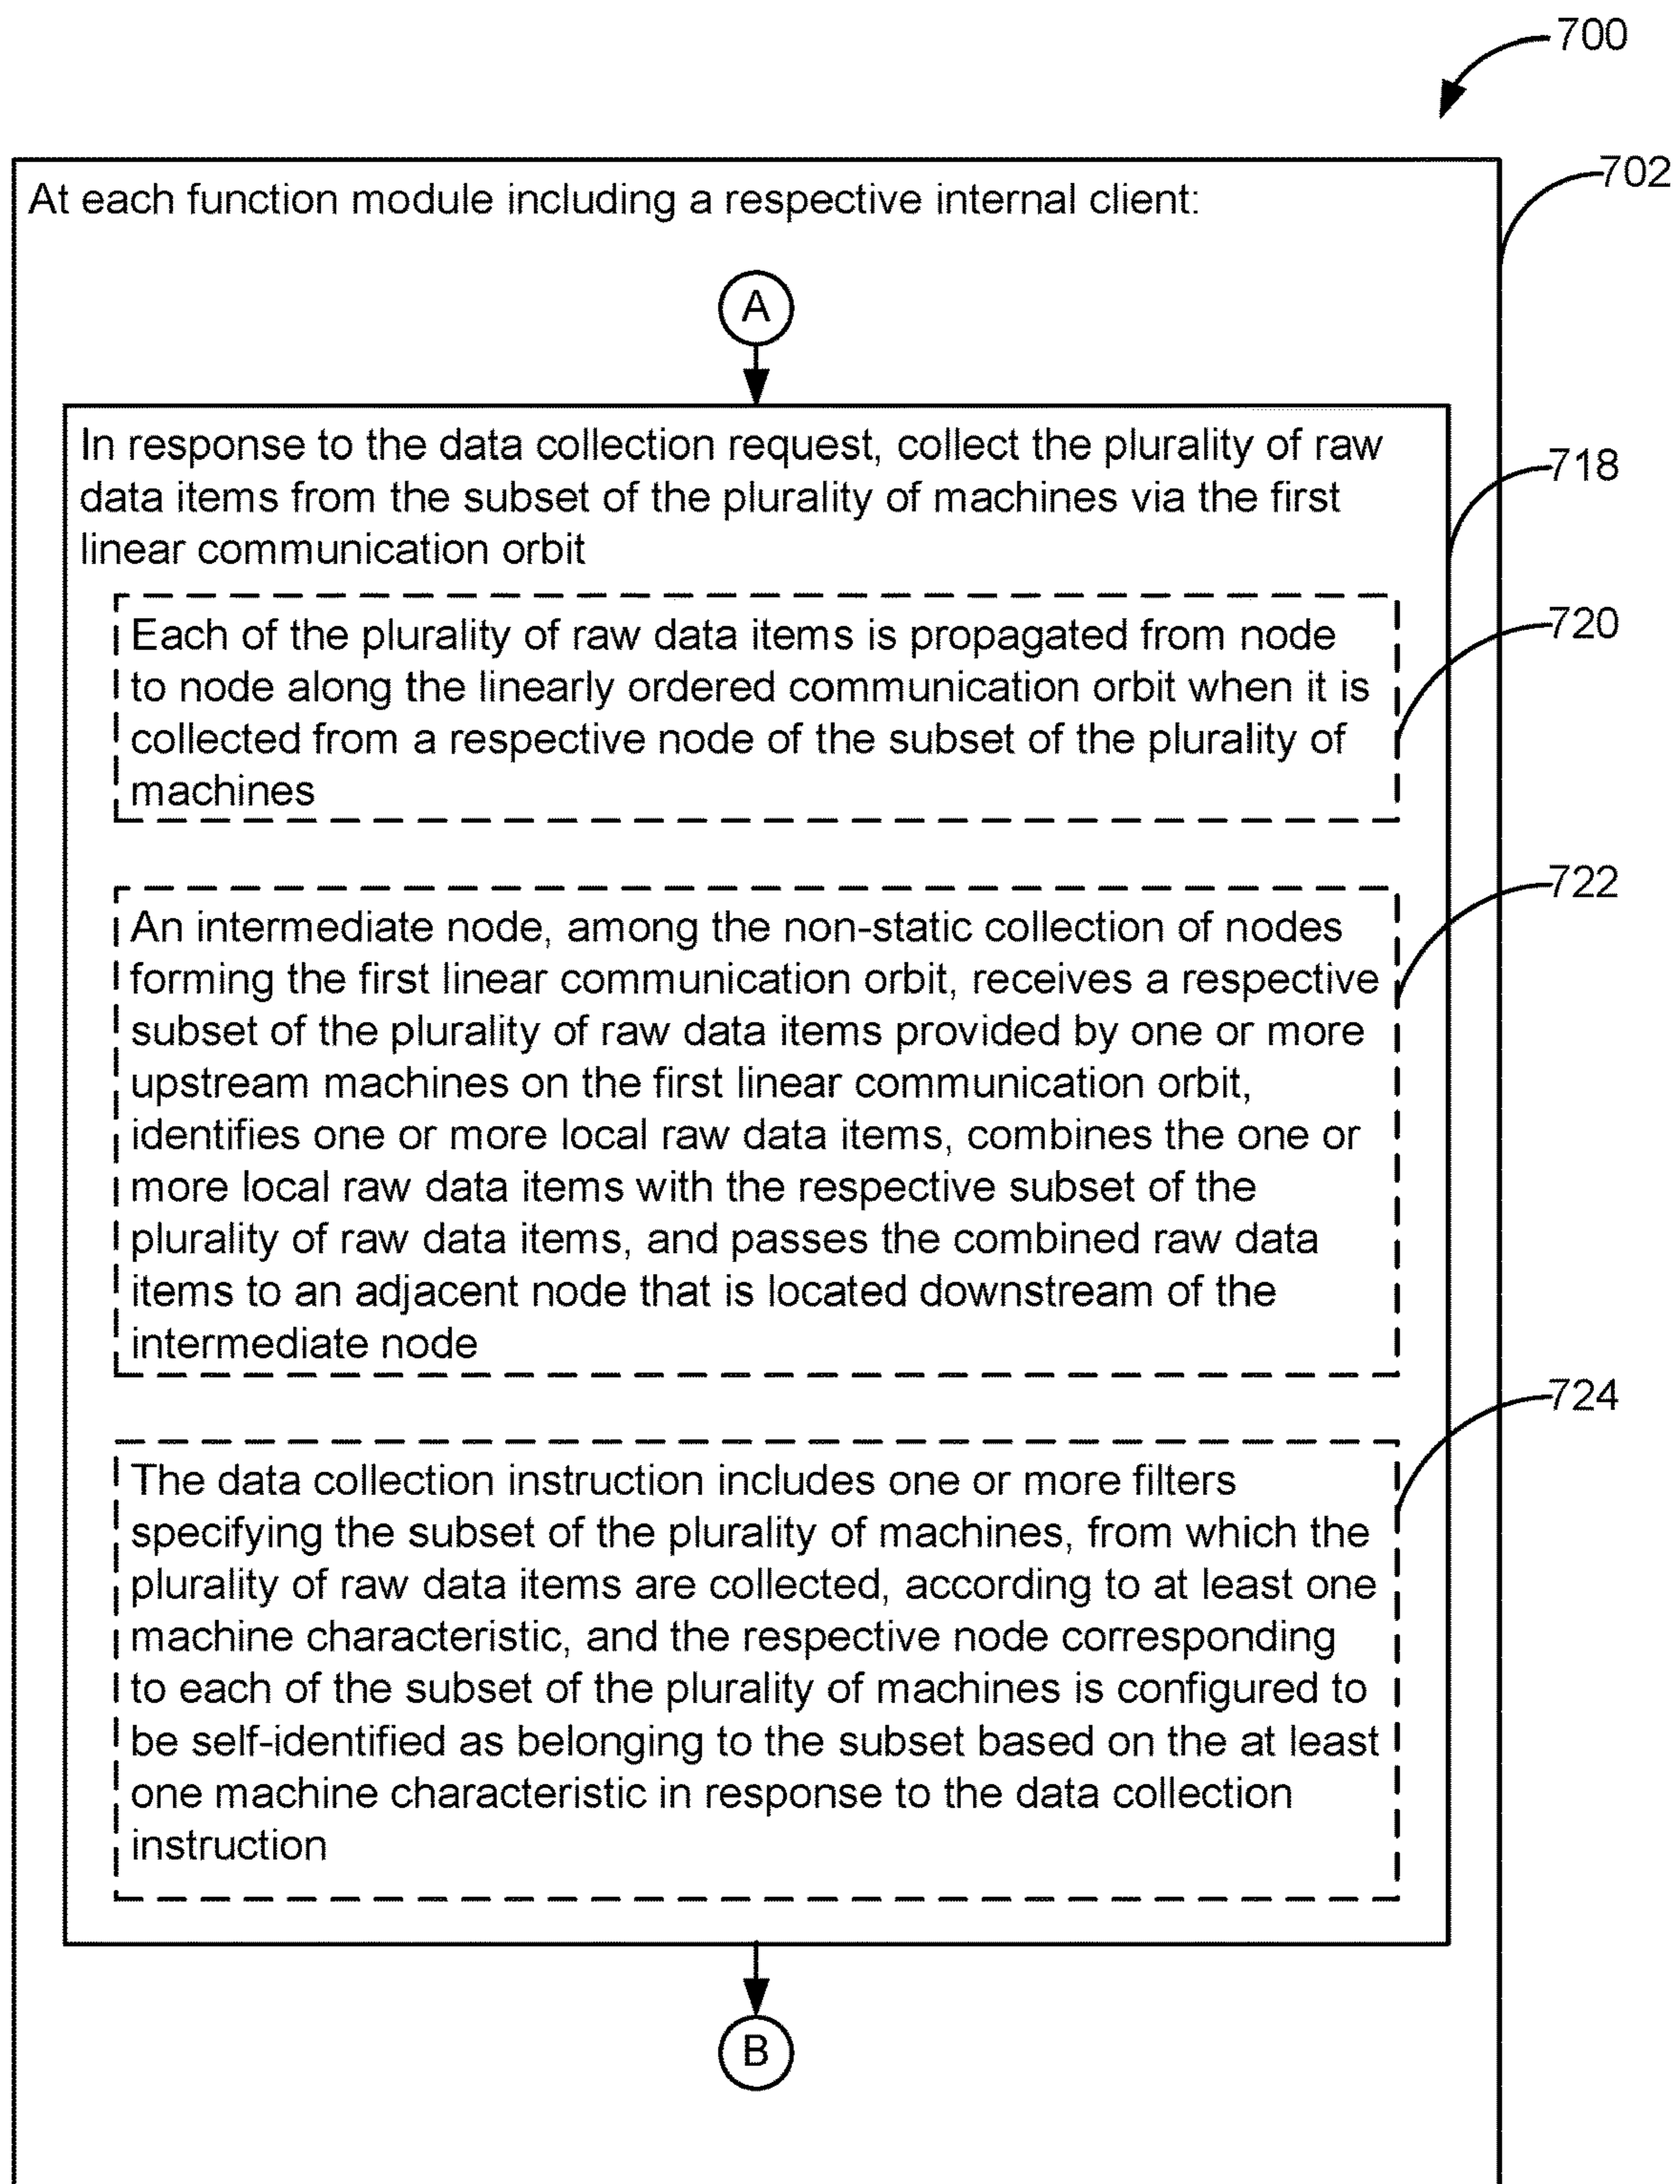 700
702
At each function module including a respective internal client:
A
In response to the data collection request, collect the plurality of raw
data items from the subset of the plurality of machines via the first
linear communication orbit
718
Each of the plurality of raw data items is propagated from node
to node along the linearly ordered communication orbit when it is
collected from a respective node of the subset of the plurality of
machines
720
An intermediate node, among the non-static collection of nodes
forming the first linear communication orbit, receives a respective
subset of the plurality of raw data items provided by one or more
upstream machines on the first linear communication orbit,
identifies one or more local raw data items, combines the one or
more local raw data items with the respective subset of the
plurality of raw data items, and passes the combined raw data
items to an adjacent node that is located downstream of the
intermediate node
722
The data collection instruction includes one or more filters
specifying the subset of the plurality of machines, from which the
plurality of raw data items are collected, according to at least one
machine characteristic, and the respective node corresponding
to each of the subset of the plurality of machines is configured to
be self-identified as belonging to the subset based on the at least
one machine characteristic in response to the data collection
instruction
724
B